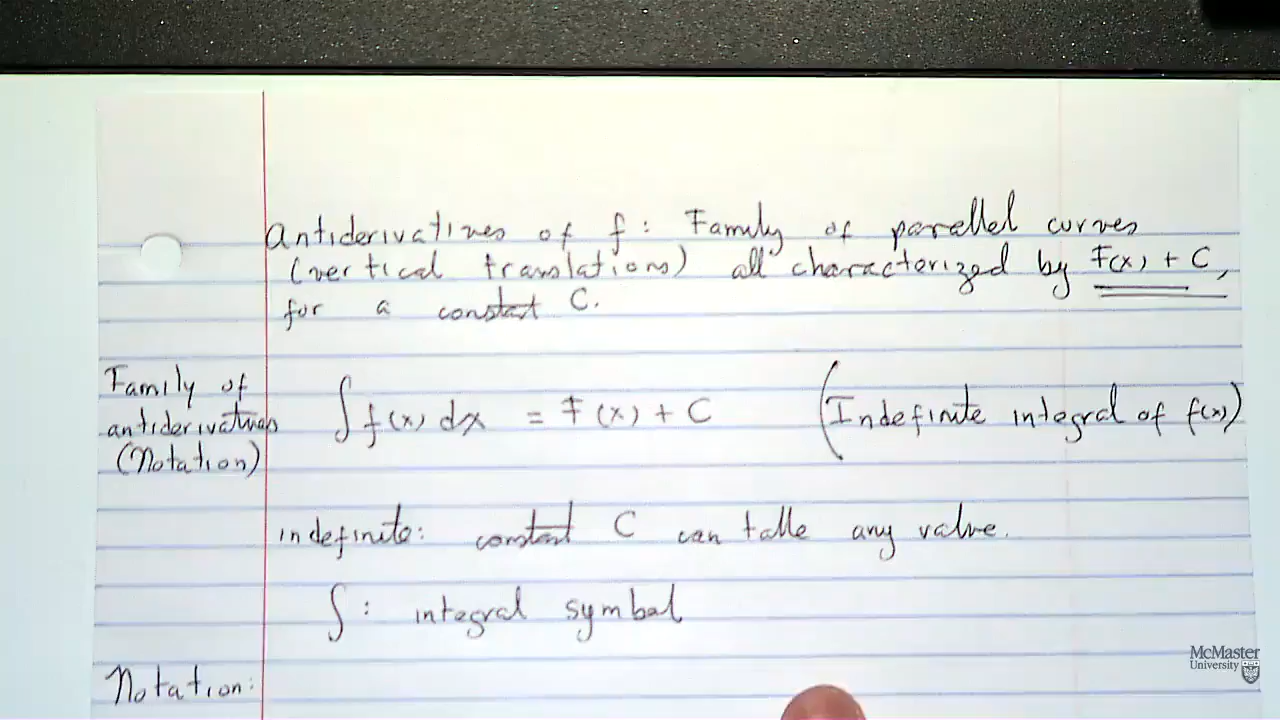 Antiderivatives of f: Family of parallel curves
(vertical translations) all characterized by F(x) + C,
for a constant C.
Family of
antiderivatives
(Notation)
∫ f(x) dx = F(x) + C (Indefinite integral of f(x))
indefinite: constant C can take any value.
∫ : integral symbol
Notation:
McMaster
University